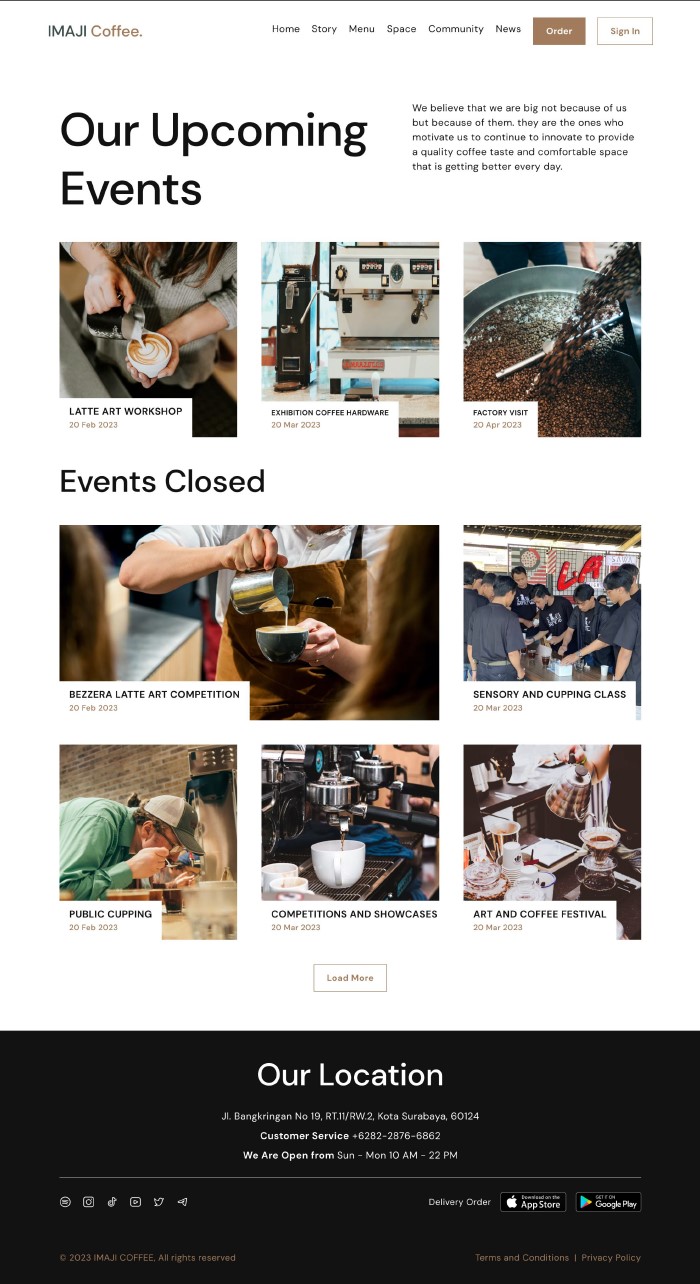 IMAJI Coffee.
Home Story Menu Space Community News Order Sign In
Our Upcoming
Events
We believe that we are big not because of us
but because of them. they are the ones who
motivate us to continue to innovate to provide
a quality coffee taste and comfortable space
that is getting better every day.
LATTE ART WORKSHOP
20 Feb 2023
EXHIBITION COFFEE HARDWARE
20 Mar 2023
FACTORY VISIT
20 Apr 2023
Events Closed
BEZZERA LATTE ART COMPETITION
20 Feb 2023
LA
SENSORY AND CUPPING CLASS
20 Mar 2023
PUBLIC CUPPING
20 Feb 2023
COMPETITIONS AND SHOWCASES
20 Mar 2023
ART AND COFFEE FESTIVAL
20 Mar 2023
Load More
Our Location
Jl. Bangkringan No 19, RT.11/RW.2, Kota Surabaya, 60124
Customer Service +6282-2876-6862
We Are Open from Sun - Mon 10 AM - 22 PM
Delivery Order
Download on the
App Store
GET IT ON
Google Play
© 2023 IMAJI COFFEE, All rights reserved
Terms and Conditions | Privacy Policy